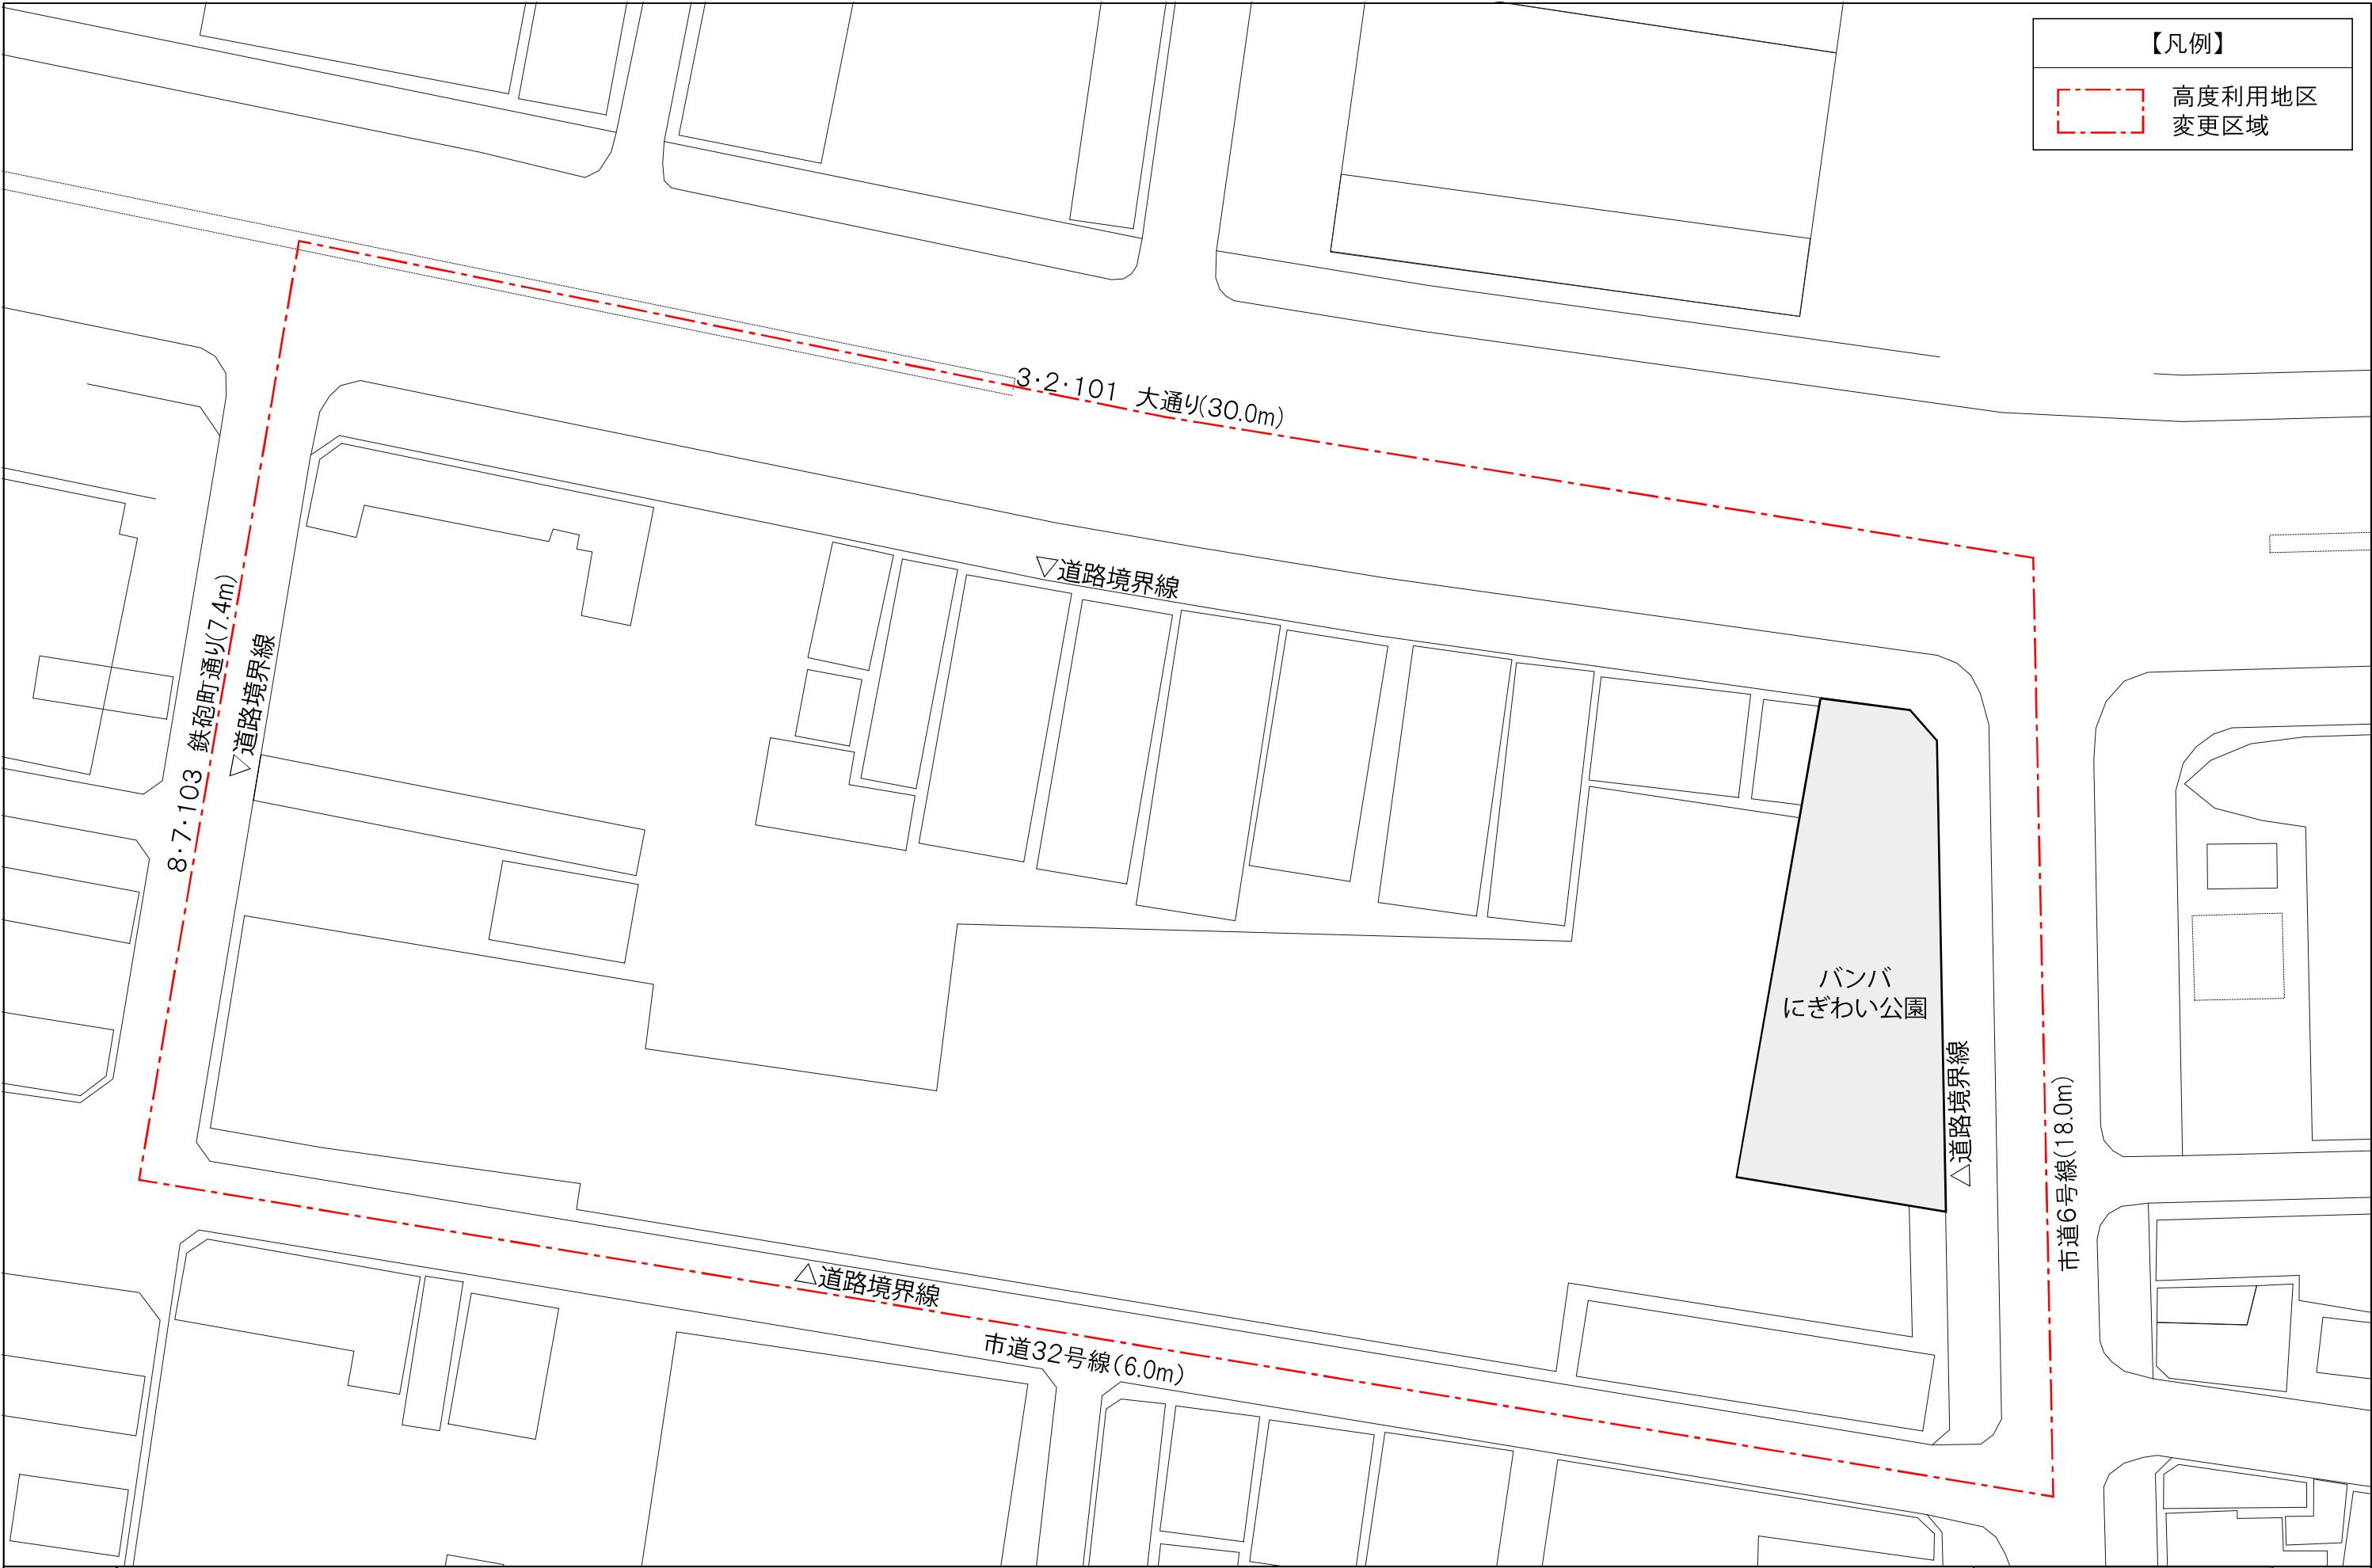 【凡例】
高度利用地区
変更区域
3・2・101 大通り(30.0m)
▽道路境界線
8・7・103 鉄砲町通り(7.4m)
▽道路境界線
バンバ
にぎわい公園
△道路境界線
市道6号線(18.0m)
△道路境界線
市道32号線(6.0m)